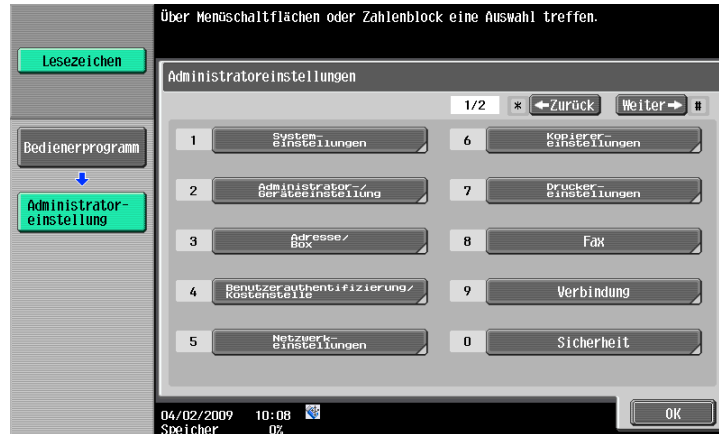 Über Menüschaltflächen oder Zahlenblock eine Auswahl treffen.
Lesezeichen
Administratoreinstellungen
1/2 * ←Zurück Weiter→ #
Bedienerprogramm
Administrator-
einstellung
1 System-
einstellungen
2 Administrator-/
Geräteeinstellung
3 Adresse/
Box
4 Benutzerauthentifizierung/
Kostenstelle
5 Netzwerk-
einstellungen
6 Kopierer-
einstellungen
7 Drucker-
einstellungen
8 Fax
9 Verbindung
0 Sicherheit
04/02/2009 10:08
Speicher 0%
OK